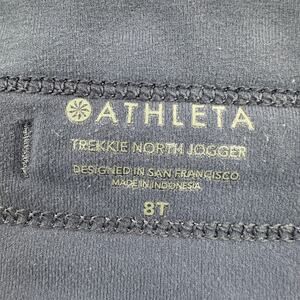 ATHLETA
TREKKIE NORTH JOGGER
DESIGNED IN SAN FRANCISCO
MADE IN INDONESIA
8T